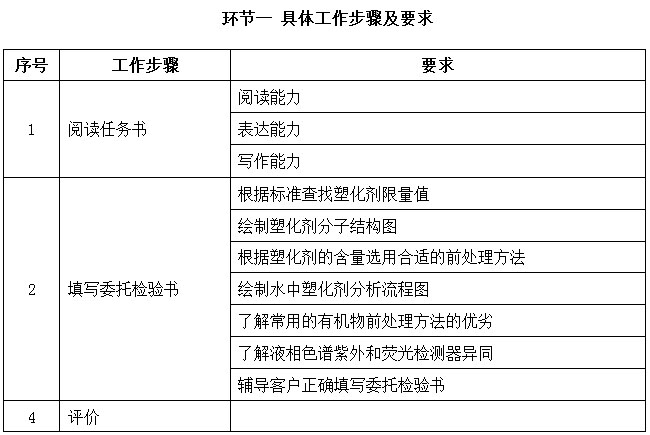 环节一 具体工作步骤及要求
序号 工作步骤 要求
1 阅读任务书 阅读能力
表达能力
写作能力
2 填写委托检验书 根据标准查找塑化剂限量值
绘制塑化剂分子结构图
根据塑化剂的含量选用合适的前处理方法
绘制水中塑化剂分析流程图
了解常用的有机物前处理方法的优劣
了解液相色谱紫外和荧光检测器异同
辅导客户正确填写委托检验书
4 评价